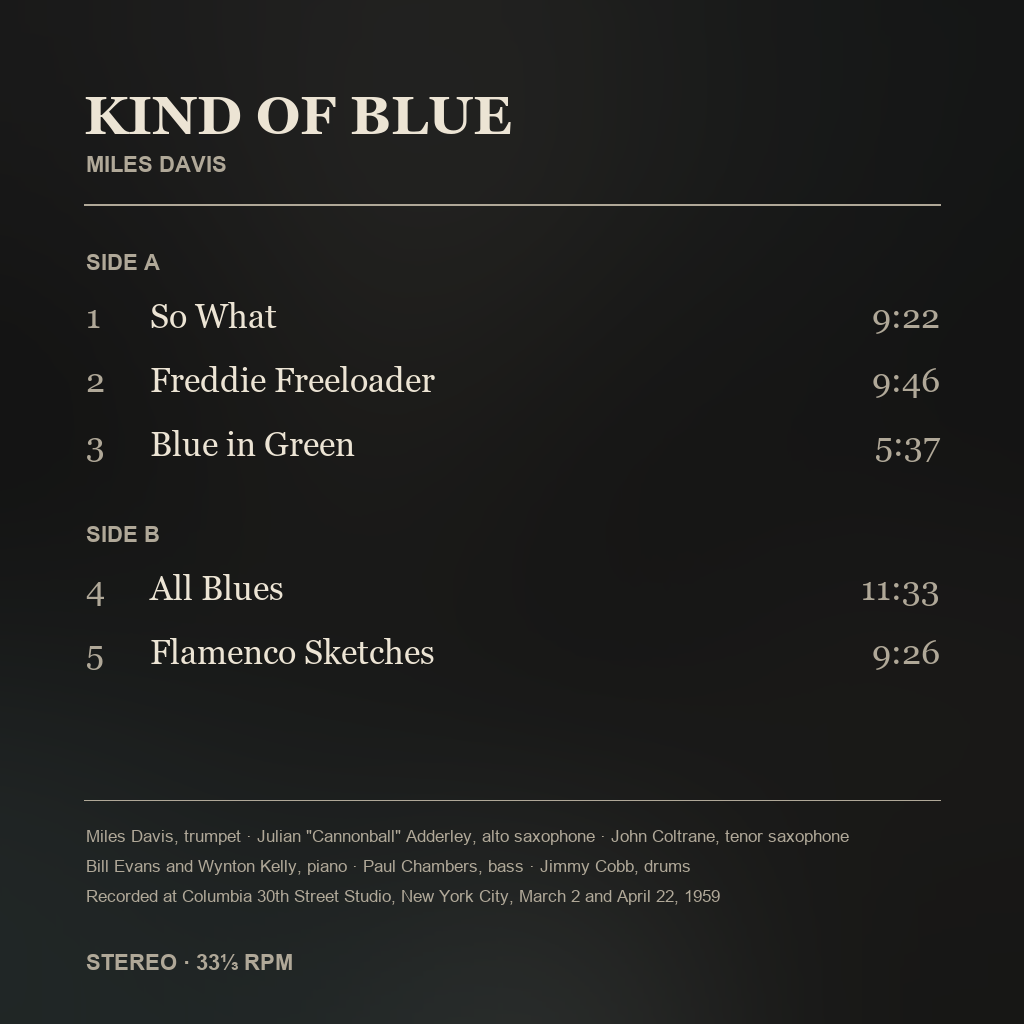 KIND OF BLUE
MILES DAVIS
SIDE A
1 So What 9:22
2 Freddie Freeloader 9:46
3 Blue in Green 5:37
SIDE B
4 All Blues 11:33
5 Flamenco Sketches 9:26
Miles Davis, trumpet · Julian "Cannonball" Adderley, alto saxophone · John Coltrane, tenor saxophone
Bill Evans and Wynton Kelly, piano · Paul Chambers, bass · Jimmy Cobb, drums
Recorded at Columbia 30th Street Studio, New York City, March 2 and April 22, 1959
STEREO · 33⅓ RPM